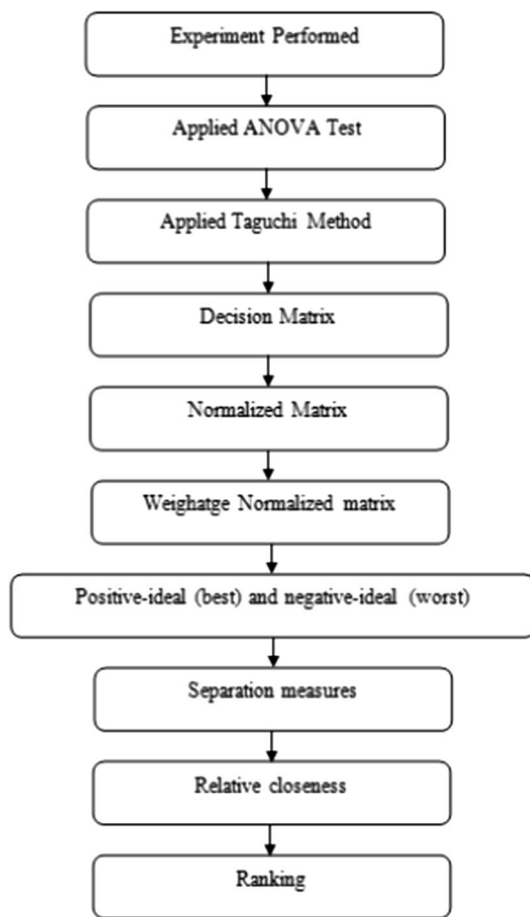 Experiment Performed
Applied ANOVA Test
Applied Taguchi Method
Decision Matrix
Normalized Matrix
Weighatge Normalized matrix
Positive-ideal (best) and negative-ideal (worst)
Separation measures
Relative closeness
Ranking